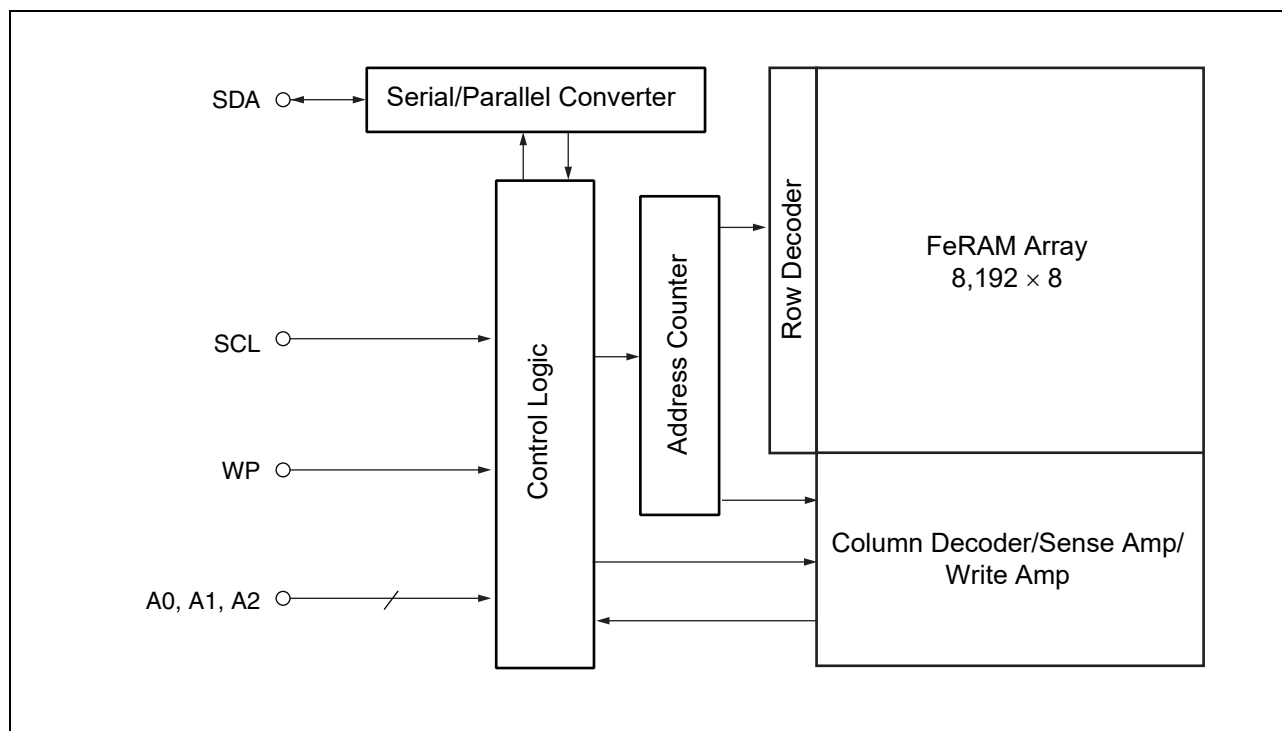 SDA
Serial/Parallel Converter
SCL
WP
A0, A1, A2
Control Logic
Address Counter
Row Decoder
FeRAM Array
8,192 × 8
Column Decoder/Sense Amp/
Write Amp